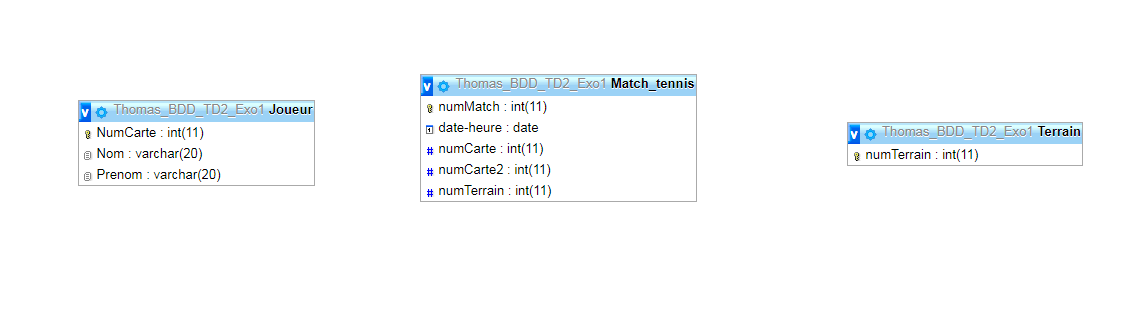 Thomas_BDD_TD2_Exo1 Joueur
NumCarte : int(11)
Nom : varchar(20)
Prenom : varchar(20)
Thomas_BDD_TD2_Exo1 Match_tennis
numMatch : int(11)
date-heure : date
numCarte : int(11)
numCarte2 : int(11)
numTerrain : int(11)
Thomas_BDD_TD2_Exo1 Terrain
numTerrain : int(11)